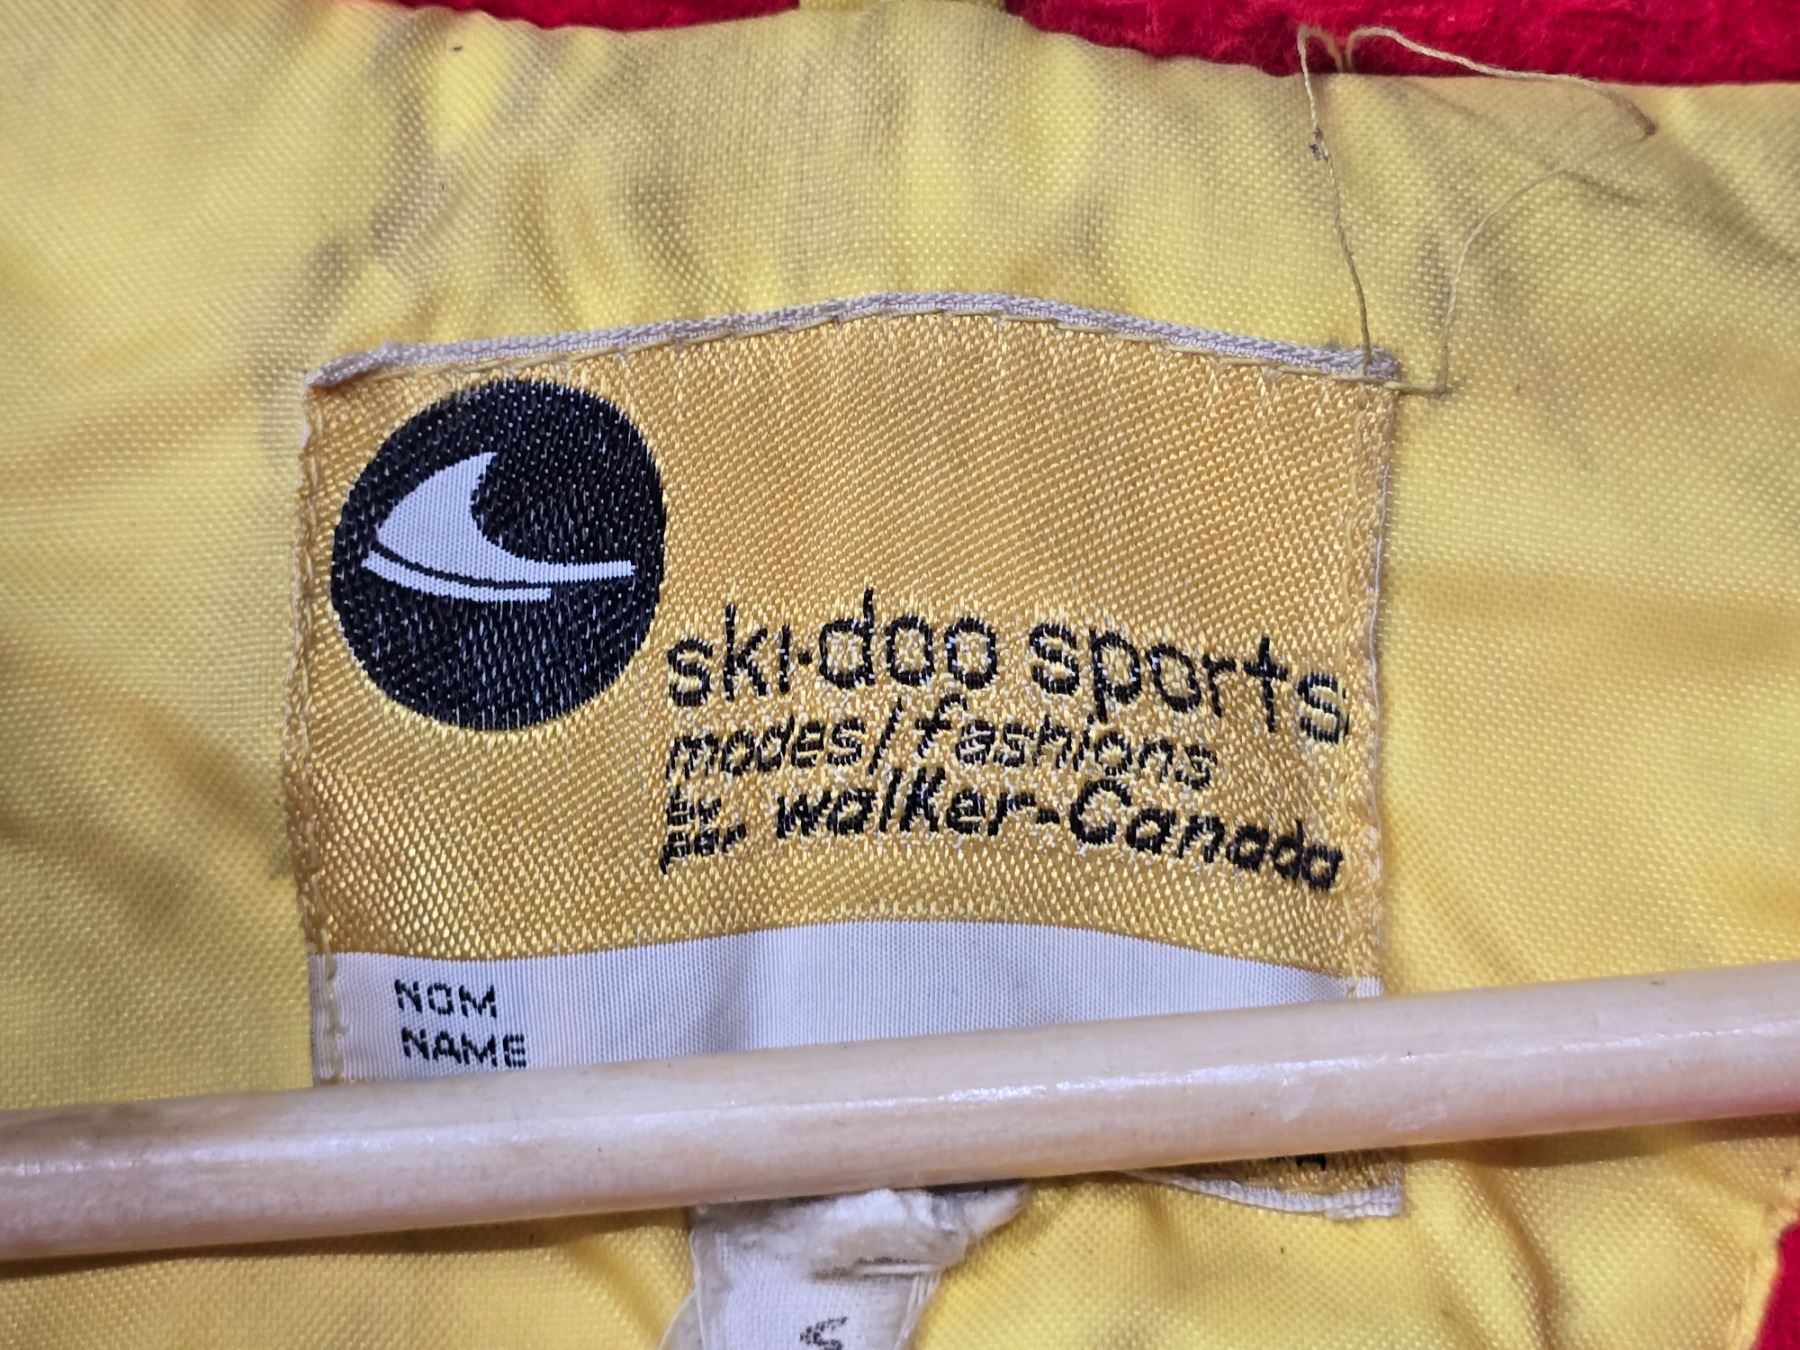 ski·doo sports
modes/fashions
by
par walker-Canada
NOM
NAME
S